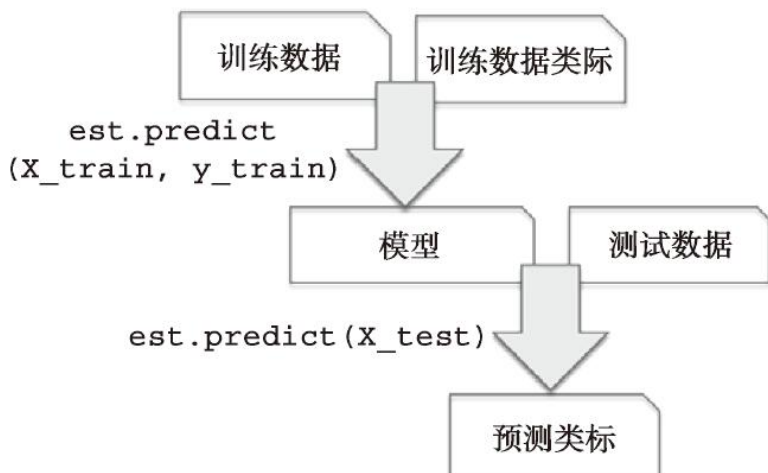 训练数据
训练数据类际
est.predict
(X_train, y_train)
模型
测试数据
est.predict(X_test)
预测类标